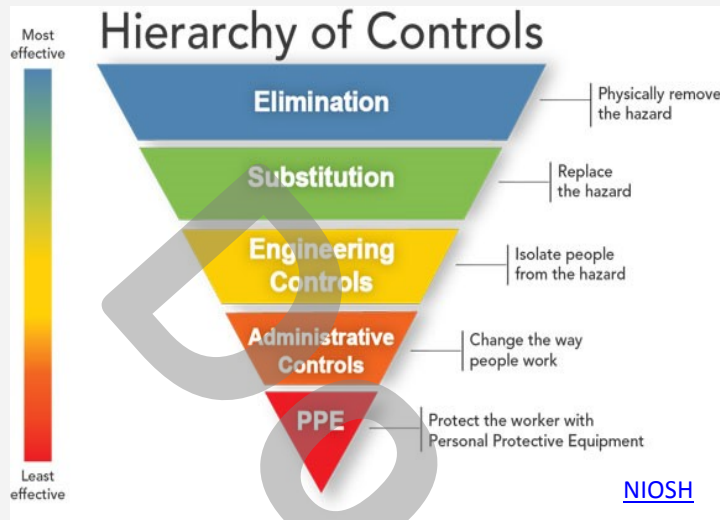 Hierarchy of Controls
Most
effective
Elimination
Physically remove
the hazard
Substitution
Replace
the hazard
Engineering
Controls
Isolate people
from the hazard
Administrative
Controls
Change the way
people work
PPE
Protect the worker with
Personal Protective Equipment
Least
effective
NIOSH